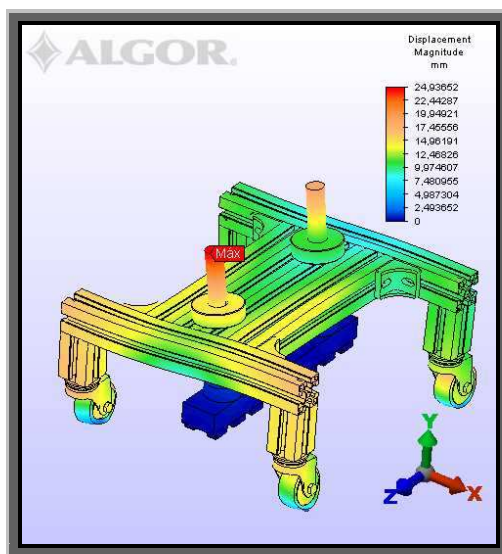 ALGOR®
Displacement
Magnitude
mm
24,93652
22,44287
19,94921
17,45556
14,96191
12,46826
9,974607
7,480955
4,987304
2,493652
0
Max
Y
Z
X